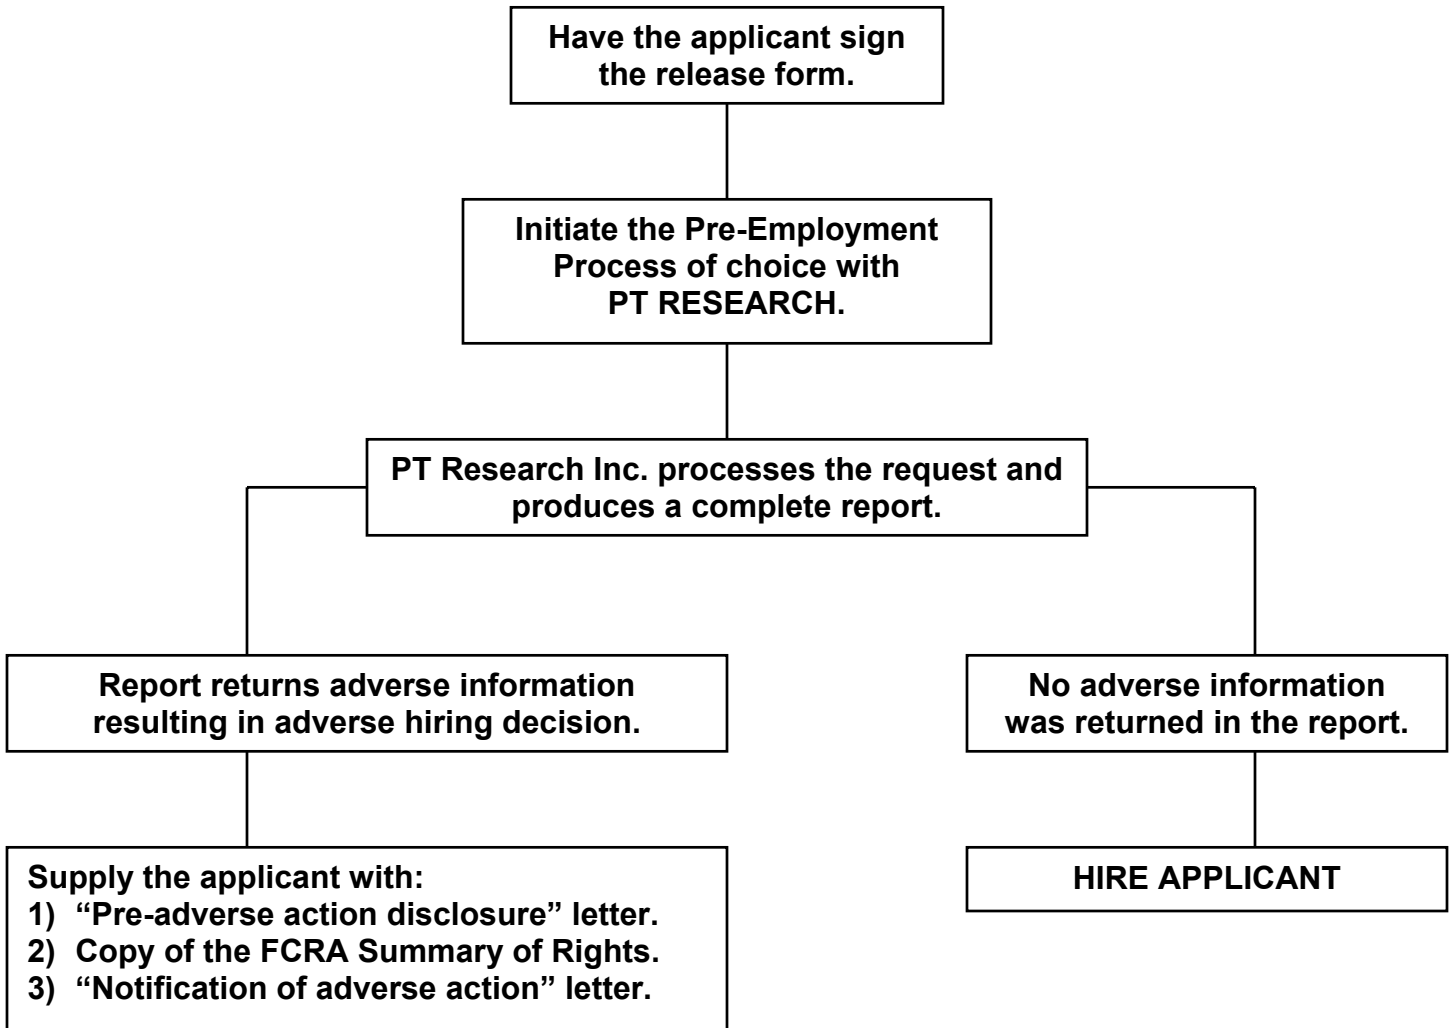 Have the applicant sign
the release form.
Initiate the Pre-Employment
Process of choice with
PT RESEARCH.
PT Research Inc. processes the request and
produces a complete report.
Report returns adverse information
resulting in adverse hiring decision.
No adverse information
was returned in the report.
Supply the applicant with:
1) “Pre-adverse action disclosure” letter.
2) Copy of the FCRA Summary of Rights.
3) “Notification of adverse action” letter.
HIRE APPLICANT